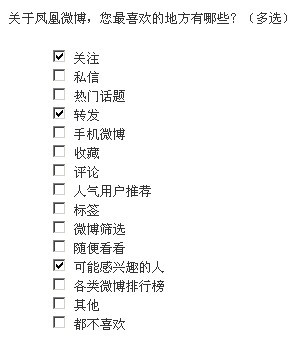 关于凤凰微博，您最喜欢的地方有哪些？（多选）
关注
私信
热门话题
转发
手机微博
收藏
评论
人气用户推荐
标签
微博筛选
随便看看
可能感兴趣的人
各类微博排行榜
其他
都不喜欢